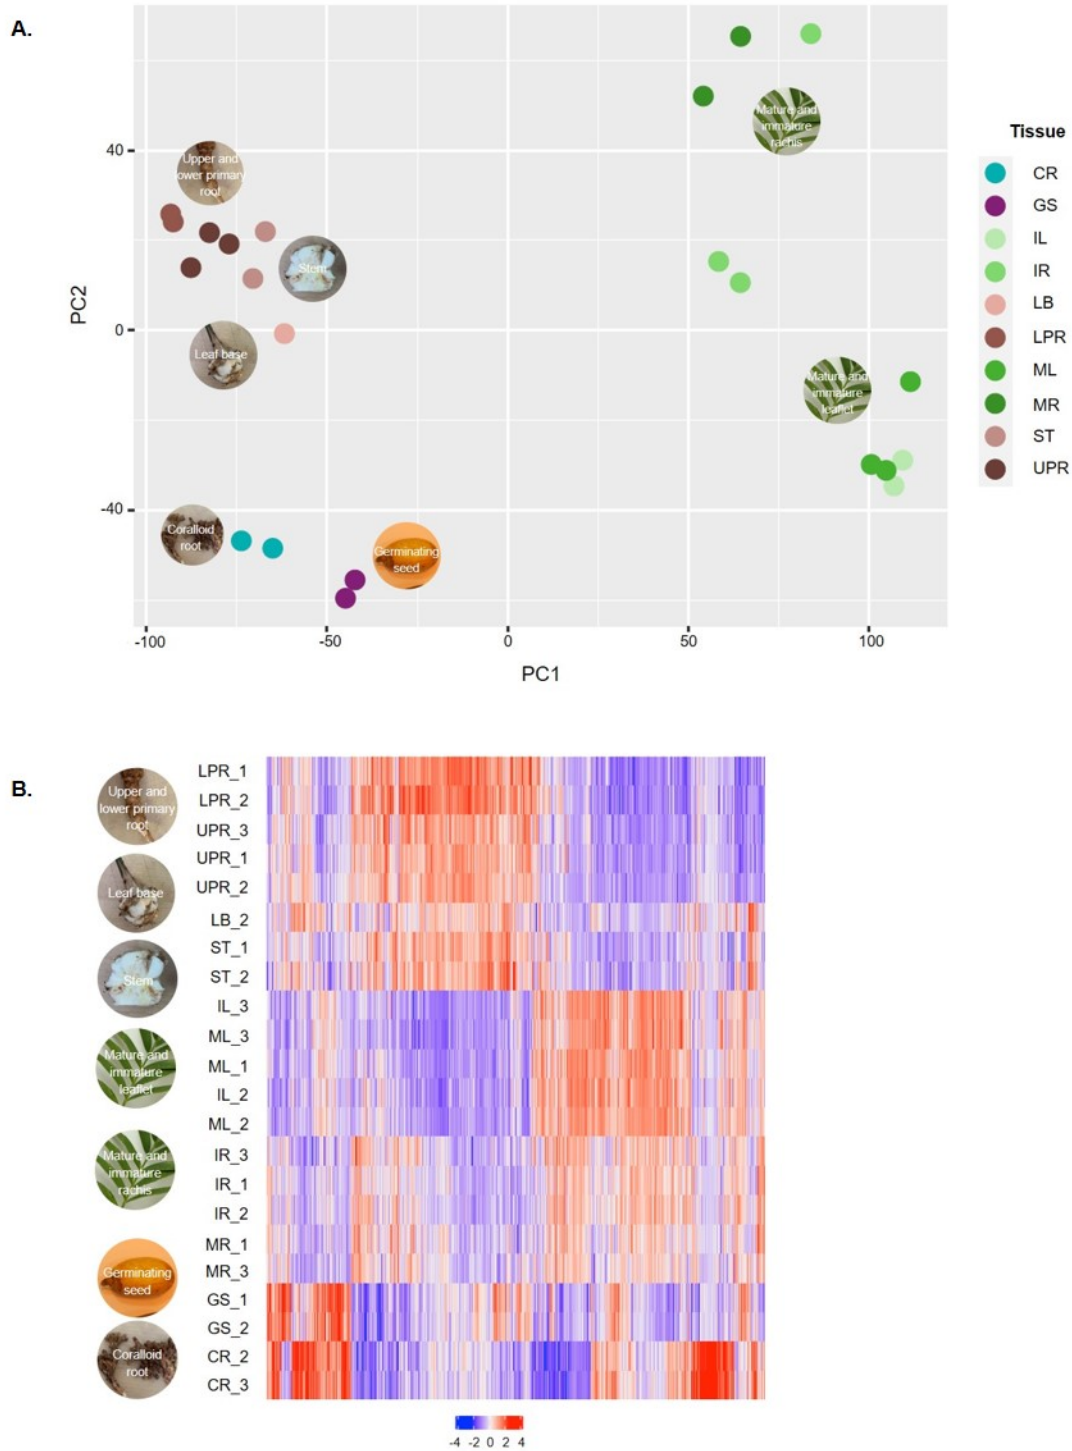 A.
Upper and
lower primary
root
Stem
Leaf base
Coralloid
root
Germinating
seed
Mature and
immature
rachis
Mature and
immature
leaflet
40
0
-40
PC2
-100
-50
0
50
100
PC1
Tissue
CR
GS
IL
IR
LB
LPR
ML
MR
ST
UPR
B.
Upper and
lower primary
root
Leaf base
Stem
Mature and
immature
leaflet
Mature and
immature
rachis
Germinating
seed
Coralloid
root
LPR_1
LPR_2
UPR_3
UPR_1
UPR_2
LB_2
ST_1
ST_2
IL_3
ML_3
ML_1
IL_2
ML_2
IR_3
IR_1
IR_2
MR_1
MR_3
GS_1
GS_2
CR_2
CR_3
-4 -2 0 2 4